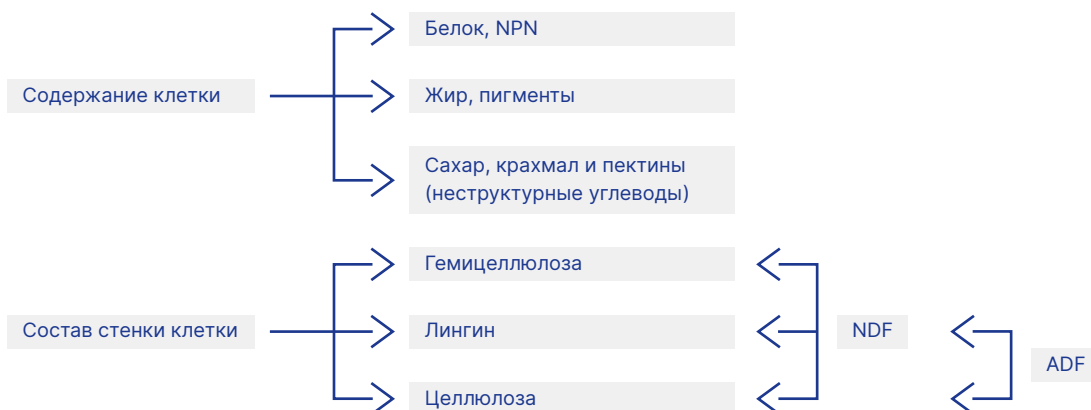 Белок, NPN
Содержание клетки
Жир, пигменты
Сахар, крахмал и пектины
(неструктурные углеводы)
Гемицеллюлоза
Состав стенки клетки
Лингин
NDF
ADF
Целлюлоза